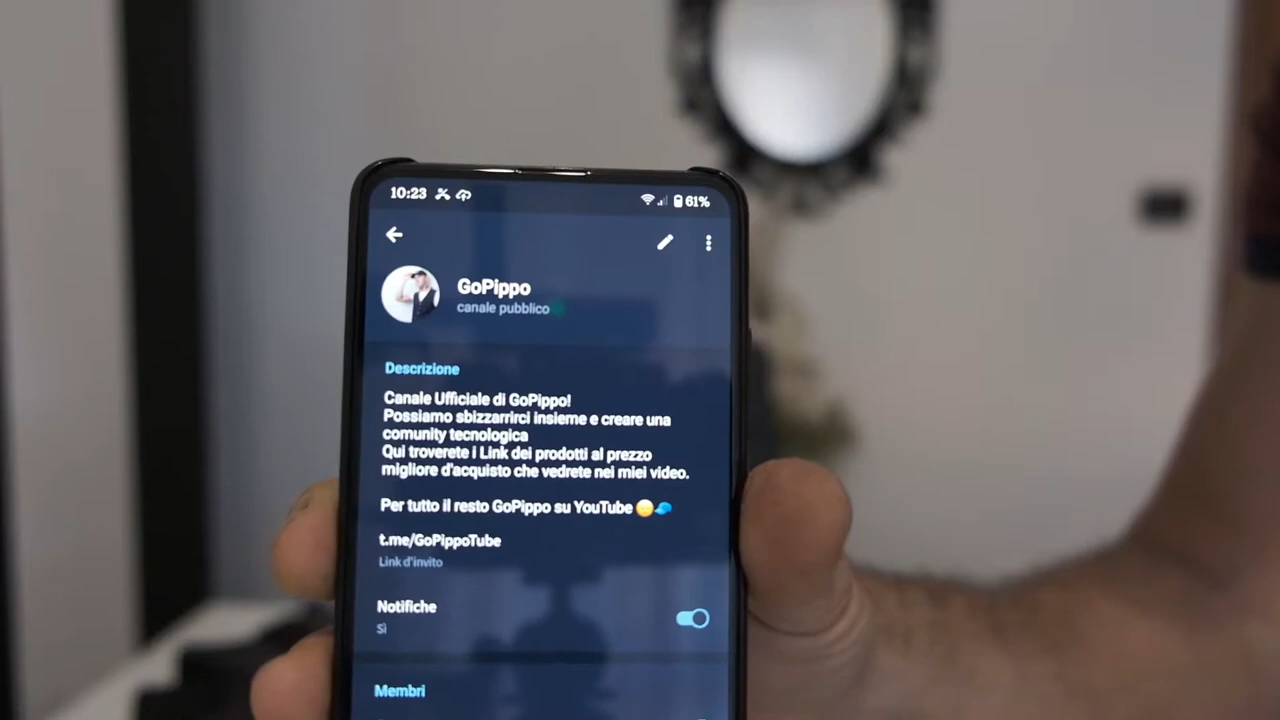 10:23 61%
GoPippo
canale pubblico
Descrizione
Canale Ufficiale di GoPippo!
Possiamo sbizzarrirci insieme e creare una
comunity tecnologica
Qui troverete i Link dei prodotti al prezzo
migliore d'acquisto che vedrete nei miei video.
Per tutto il resto GoPippo su YouTube
t.me/GoPippoTube
Link d'invito
Notifiche
Sì
Membri